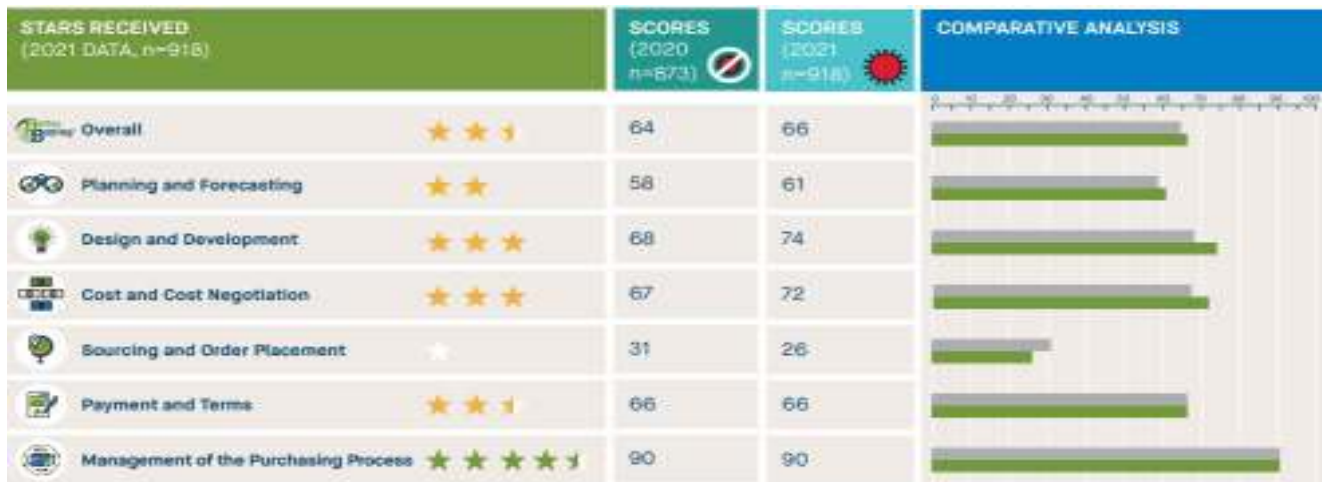 STARS RECEIVED
(2021 DATA, n=918)
SCORES
(2020
n=873)
SCORES
(2021
n=918)
COMPARATIVE ANALYSIS
0 10 20 30 40 50 60 70 80 90 100
Overall 64 66
Planning and Forecasting 58 61
Design and Development 68 74
Cost and Cost Negotiation 67 72
Sourcing and Order Placement 31 26
Payment and Terms 66 66
Management of the Purchasing Process 90 90